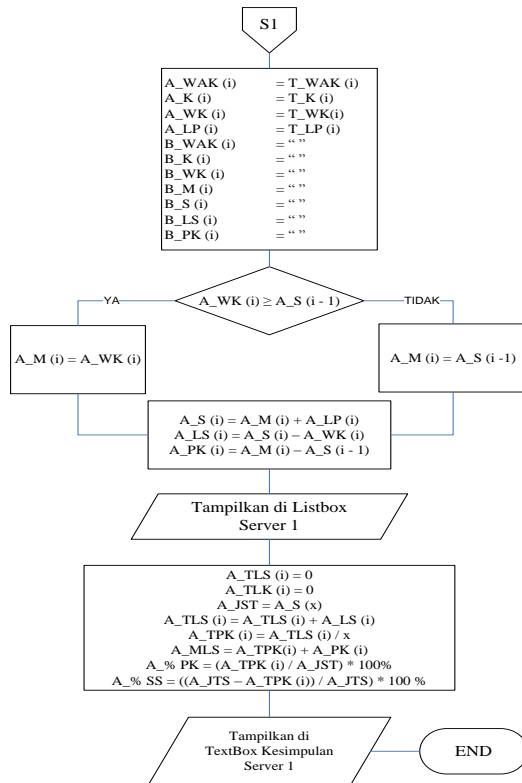 S1
A_WAK (i) = T_WAK (i)
A_K (i) = T_K (i)
A_WK (i) = T_WK(i)
A_LP (i) = T_LP (i)
B_WAK (i) = “ ”
B_K (i) = “ ”
B_WK (i) = “ ”
B_M (i) = “ ”
B_S (i) = “ ”
B_LS (i) = “ ”
B_PK (i) = “ ”
A_WK (i) ≥ A_S (i - 1)
YA
TIDAK
A_M (i) = A_WK (i)
A_M (i) = A_S (i -1)
A_S (i) = A_M (i) + A_LP (i)
A_LS (i) = A_S (i) – A_WK (i)
A_PK (i) = A_M (i) – A_S (i - 1)
Tampilkan di Listbox
Server 1
A_TLS (i) = 0
A_TLK (i) = 0
A_JST = A_S (x)
A_TLS (i) = A_TLS (i) + A_LS (i)
A_TPK (i) = A_TLS (i) / x
A_MLS = A_TPK(i) + A_PK (i)
A_% PK = (A_TPK (i) / A_JST) * 100%
A_% SS = ((A_JTS – A_TPK (i)) / A_JTS) * 100 %
Tampilkan di
TextBox Kesimpulan
Server 1
END